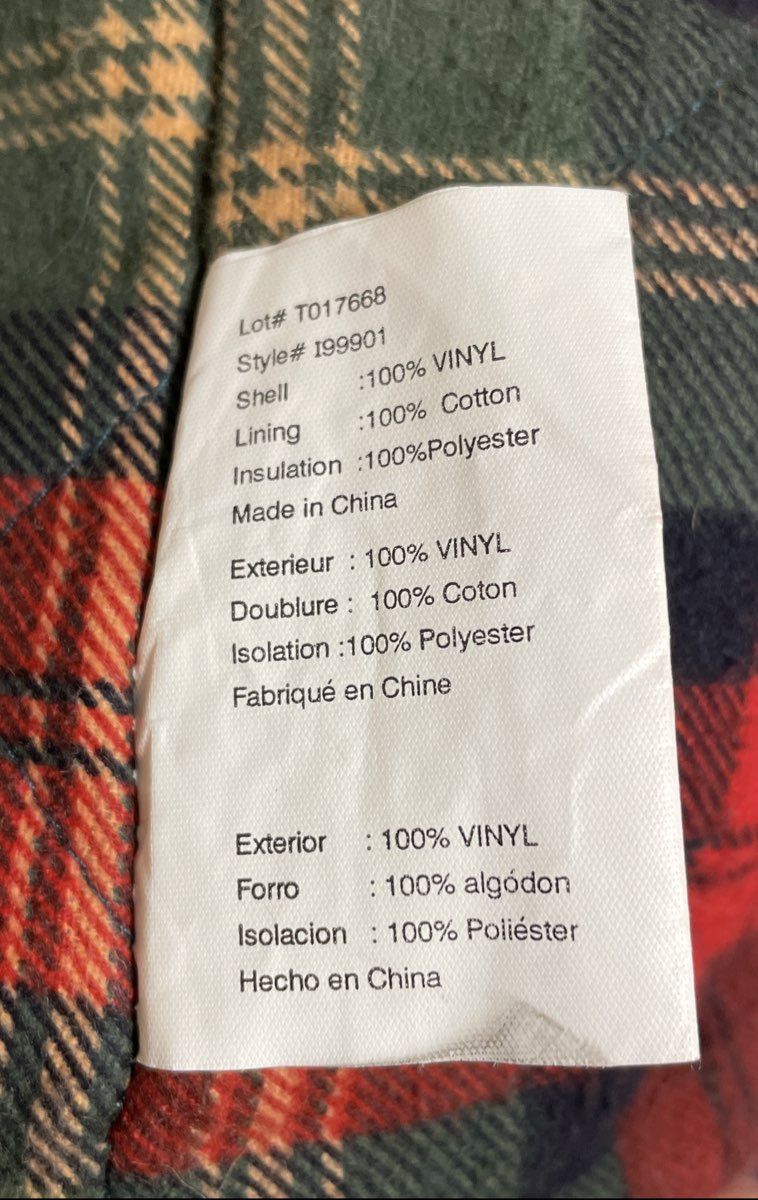 Lot# T017668
Style# I99901
Shell :100% VINYL
Lining :100% Cotton
Insulation :100%Polyester
Made in China
Exterieur : 100% VINYL
Doublure : 100% Coton
Isolation :100% Polyester
Fabriqué en Chine
Exterior : 100% VINYL
Forro : 100% algódon
Isolacion : 100% Poliéster
Hecho en China